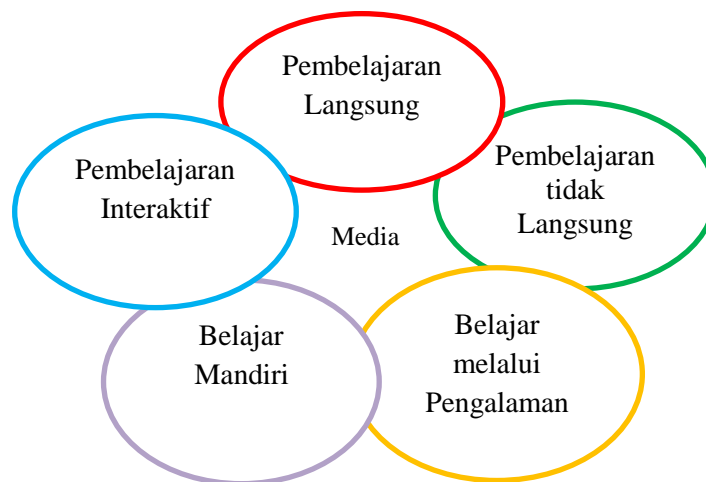 Pembelajaran
Langsung
Pembelajaran
Interaktif
Pembelajaran
tidak
Langsung
Media
Belajar
Mandiri
Belajar
melalui
Pengalaman